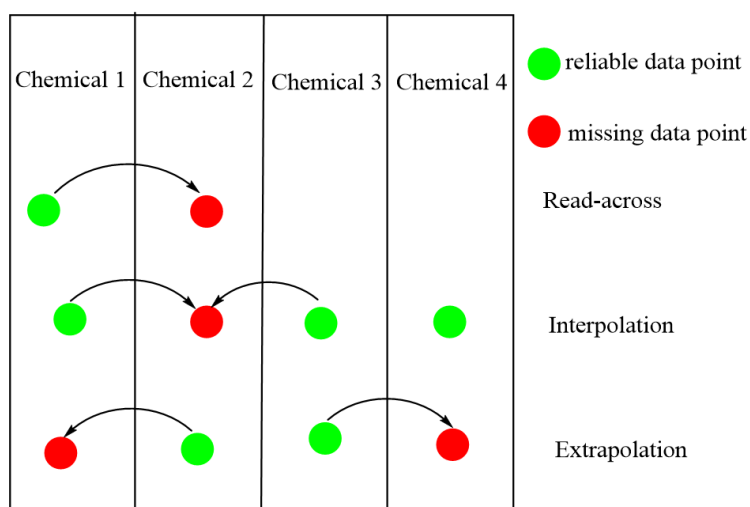 Chemical 1
Chemical 2
Chemical 3
Chemical 4
reliable data point
missing data point
Read-across
Interpolation
Extrapolation